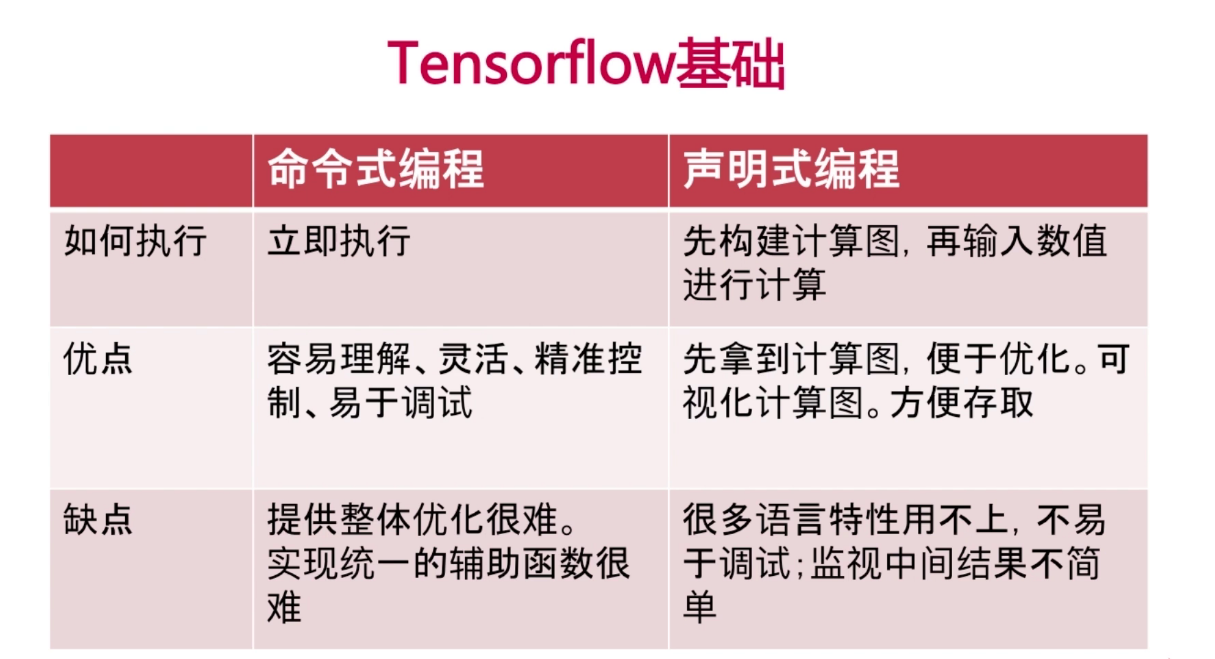 Tensorflow基础
命令式编程
声明式编程
如何执行
立即执行
先构建计算图, 再输入数值
进行计算
优点
容易理解、灵活、精准控
制、易于调试
先拿到计算图, 便于优化。可
视化计算图。方便存取
缺点
提供整体优化很难。
实现统一的辅助函数很
难
很多语言特性用不上, 不易
于调试;监视中间结果不简
单